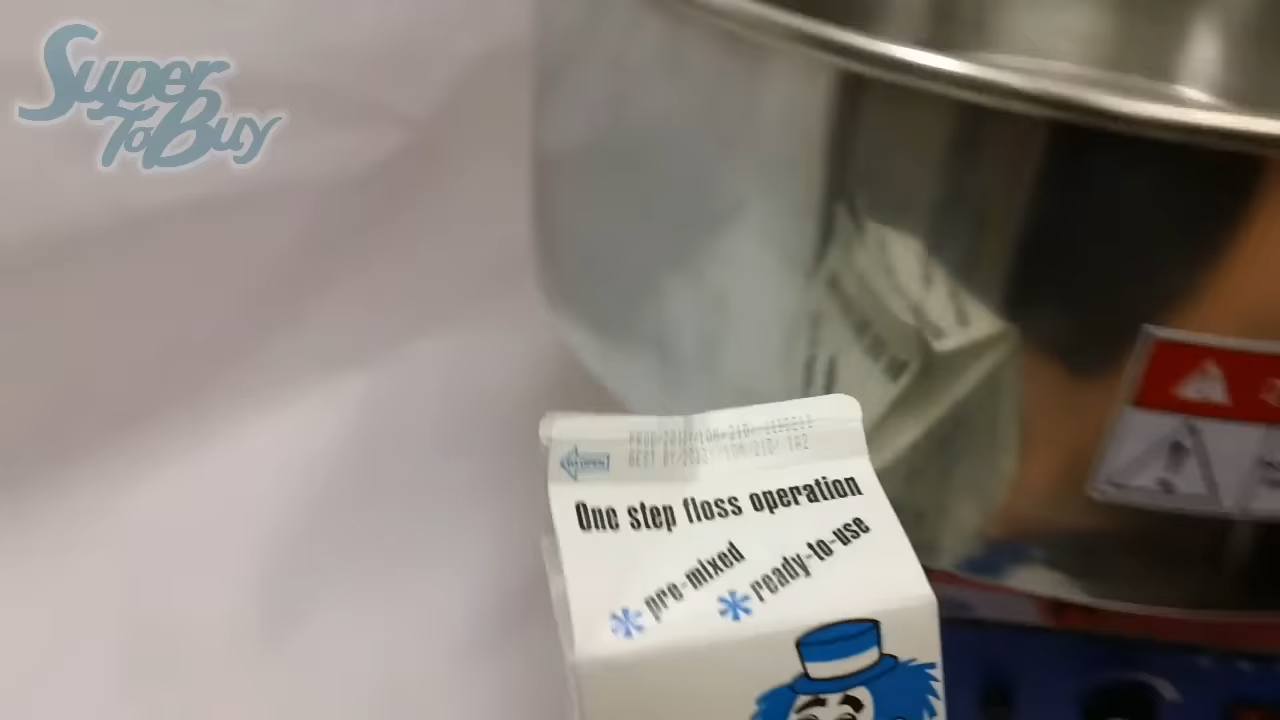 Super
To Buy
One step floss operation
* pre-mixed
* ready-to-use